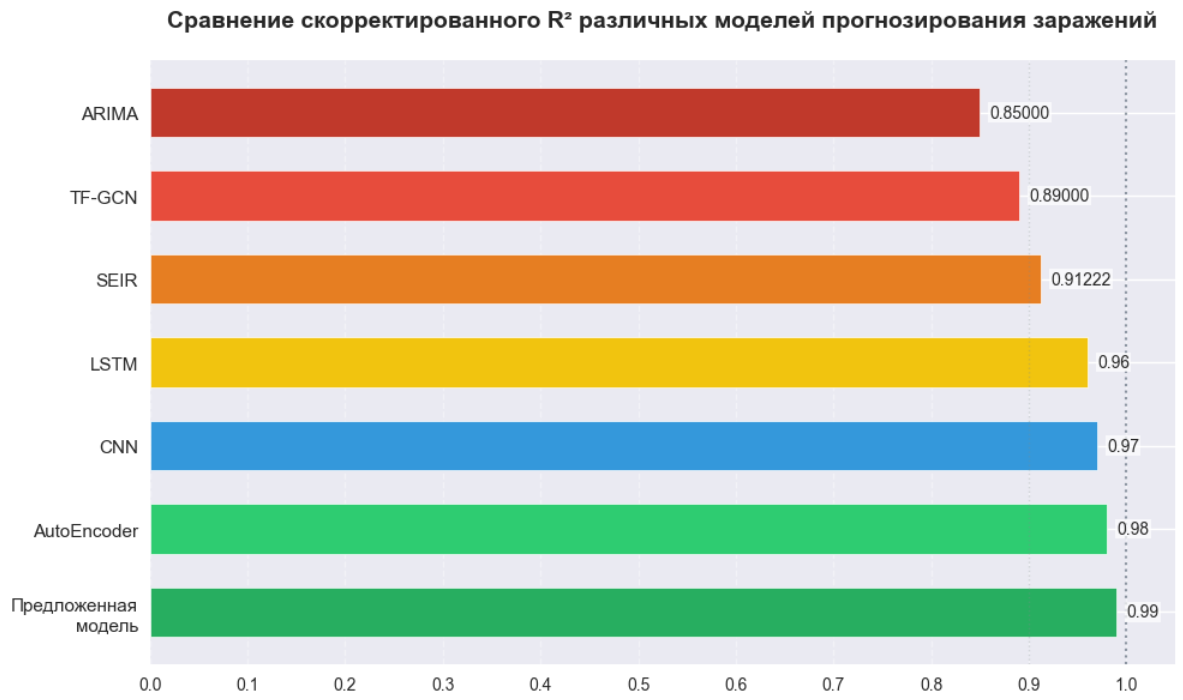 Сравнение скорректированного R² различных моделей прогнозирования заражений
ARIMA
0.85000
TF-GCN
0.89000
SEIR
0.91222
LSTM
0.96
CNN
0.97
AutoEncoder
0.98
Предложенная
модель
0.99
0.0 0.1 0.2 0.3 0.4 0.5 0.6 0.7 0.8 0.9 1.0